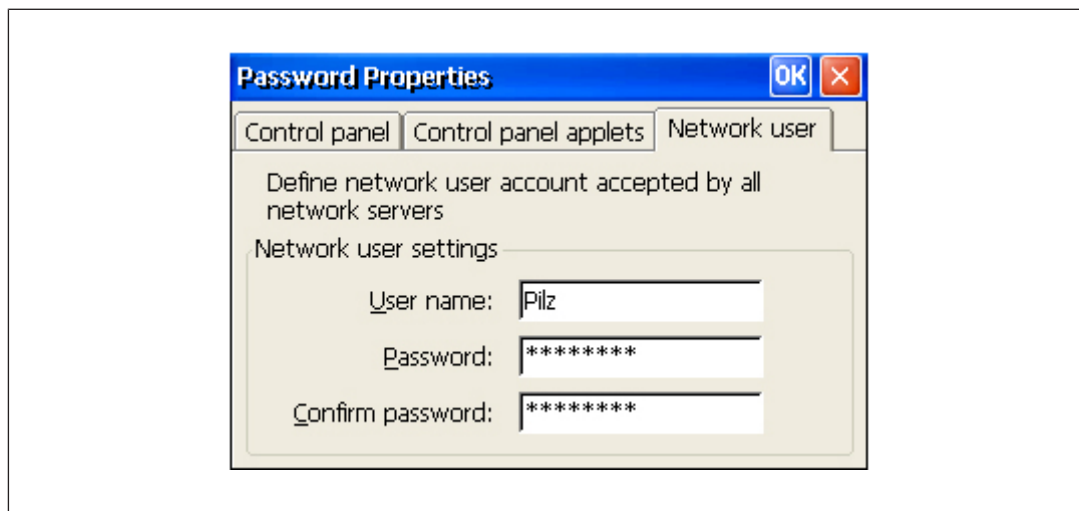 Password Properties OK
Control panel Control panel applets Network user
Define network user account accepted by all
network servers
Network user settings
User name: Pilz
Password: ********
Confirm password: ********